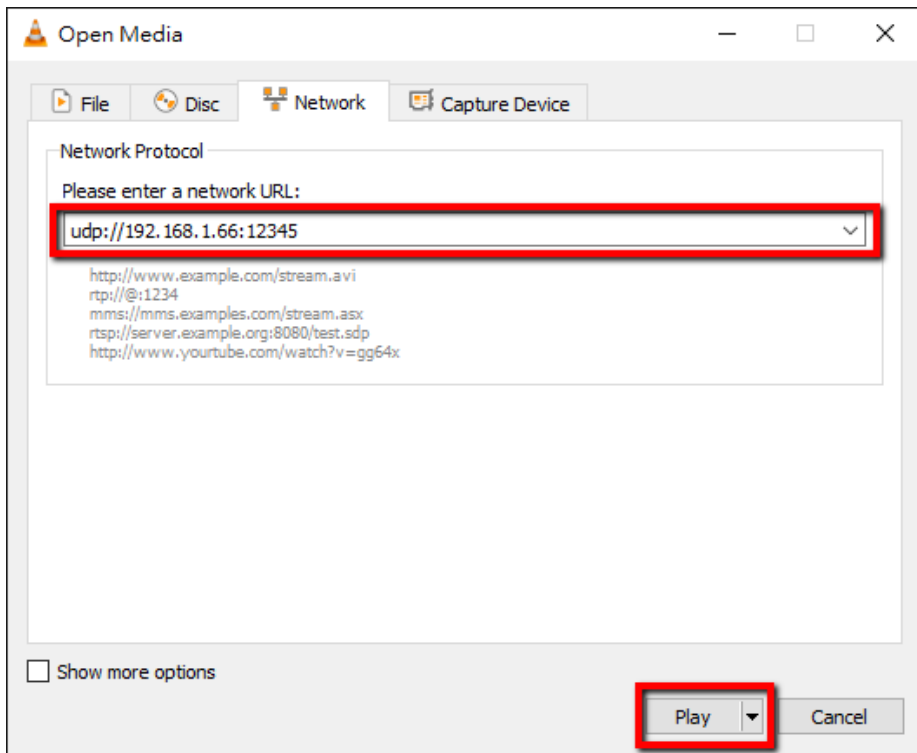 Open Media
File Disc Network Capture Device
Network Protocol
Please enter a network URL:
udp://192.168.1.66:12345
http://www.example.com/stream.avi
rtp://@:1234
mms://mms.examples.com/stream.asx
rtsp://server.example.org:8080/test.sdp
http://www.yourtube.com/watch?v=gg64x
Show more options
Play Cancel